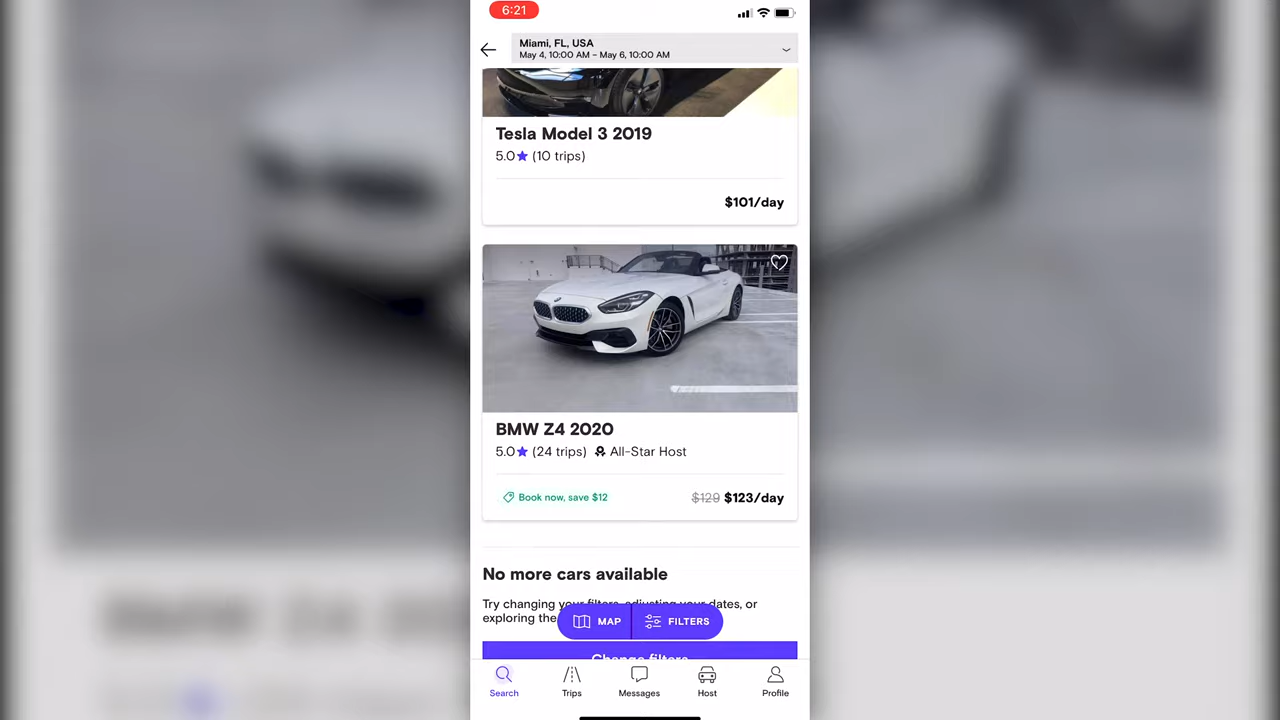 6:21
Miami, FL, USA
May 4, 10:00 AM - May 6, 10:00 AM
Tesla Model 3 2019
5.0★ (10 trips)
$101/day
BMW Z4 2020
5.0★ (24 trips) All-Star Host
Book now, save $12 $129 $123/day
No more cars available
Try changing your filters, adjusting your dates, or
exploring the
MAP FILTERS
Change filters
Search Trips Messages Host Profile